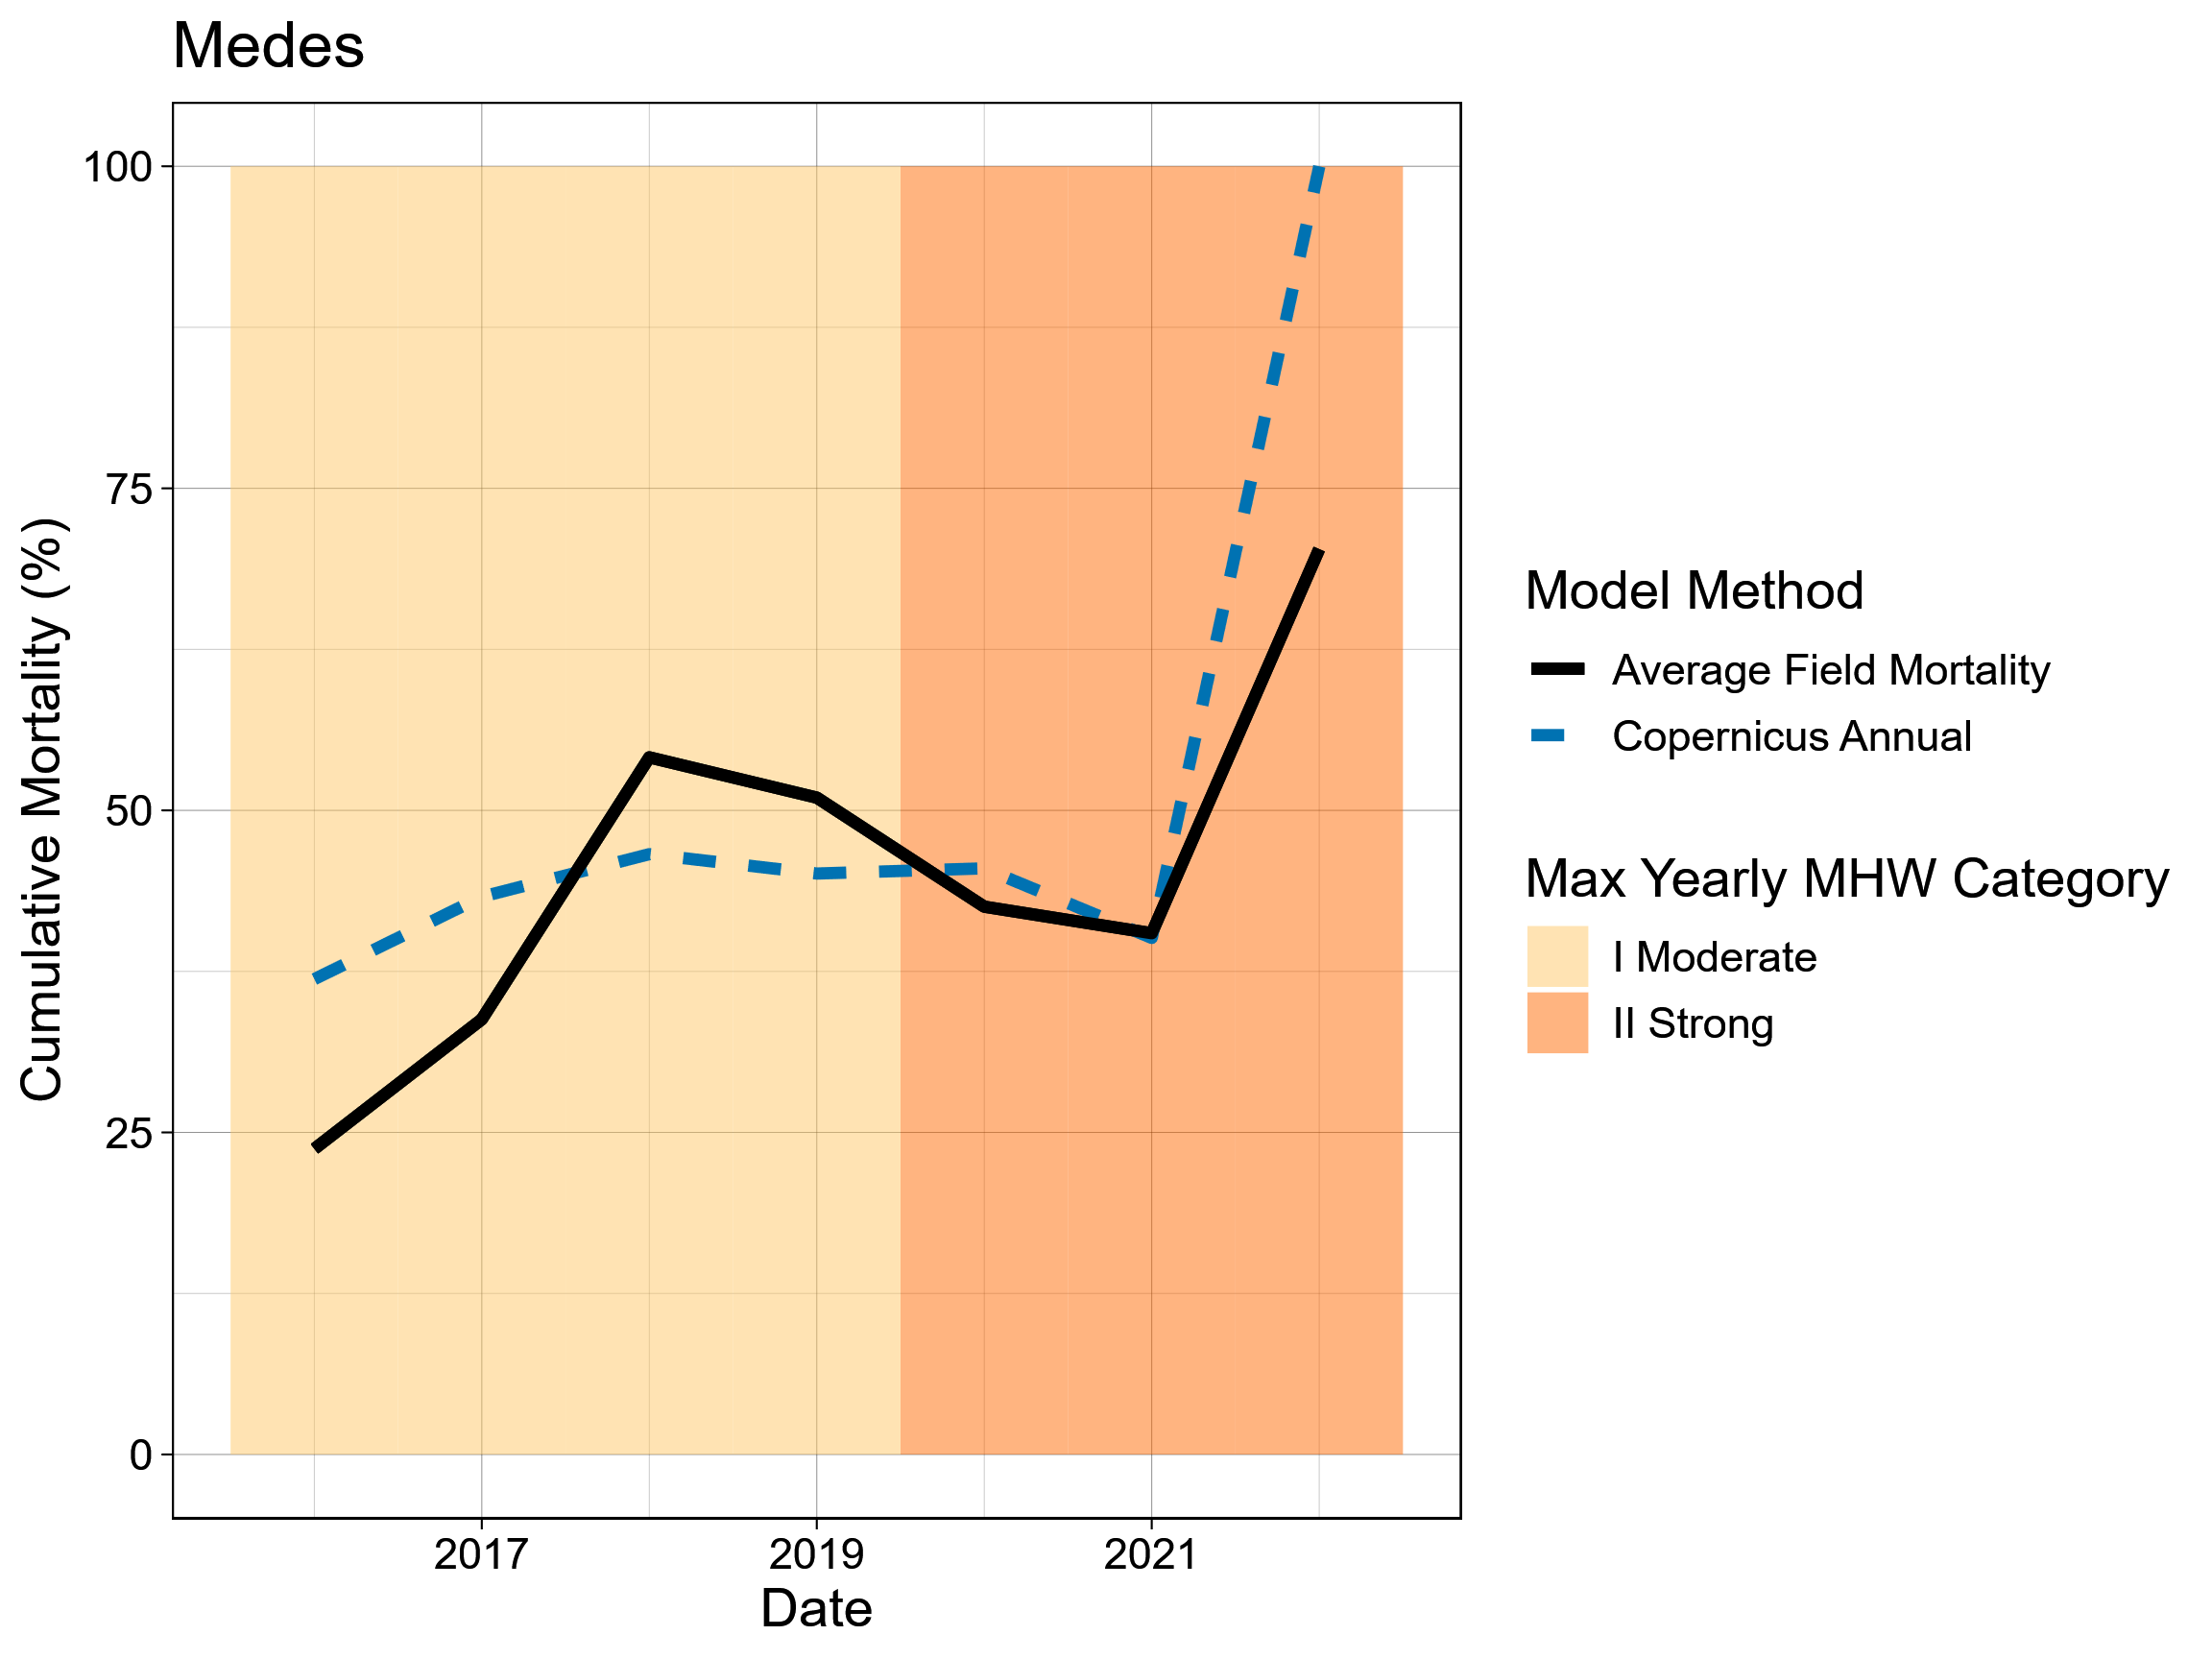 Medes
100
75
50
25
0
Cumulative Mortality (%)
2017
2019
2021
Date
Model Method
Average Field Mortality
Copernicus Annual
Max Yearly MHW Category
I Moderate
II Strong